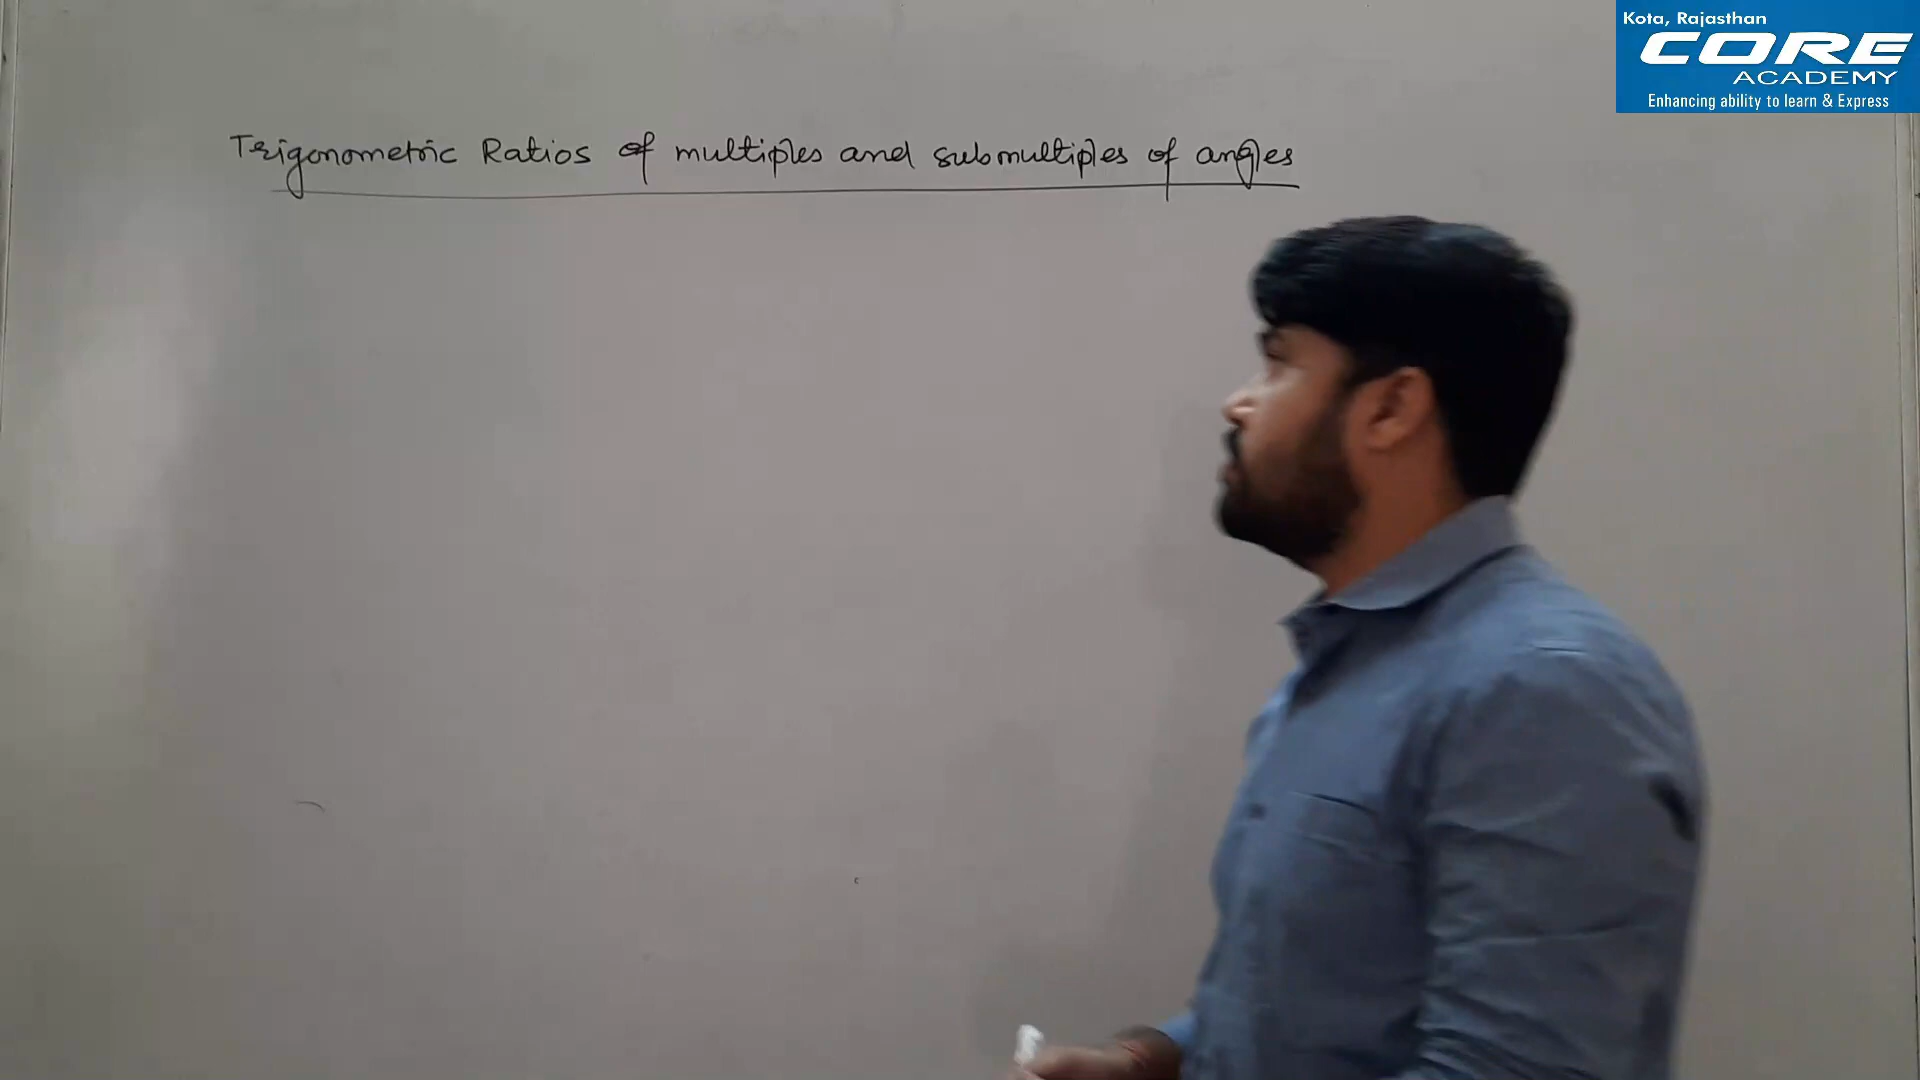 Kota, Rajasthan
CORE
ACADEMY
Enhancing ability to learn & Express
Trigonometric Ratios of multiples and submultiples of angles